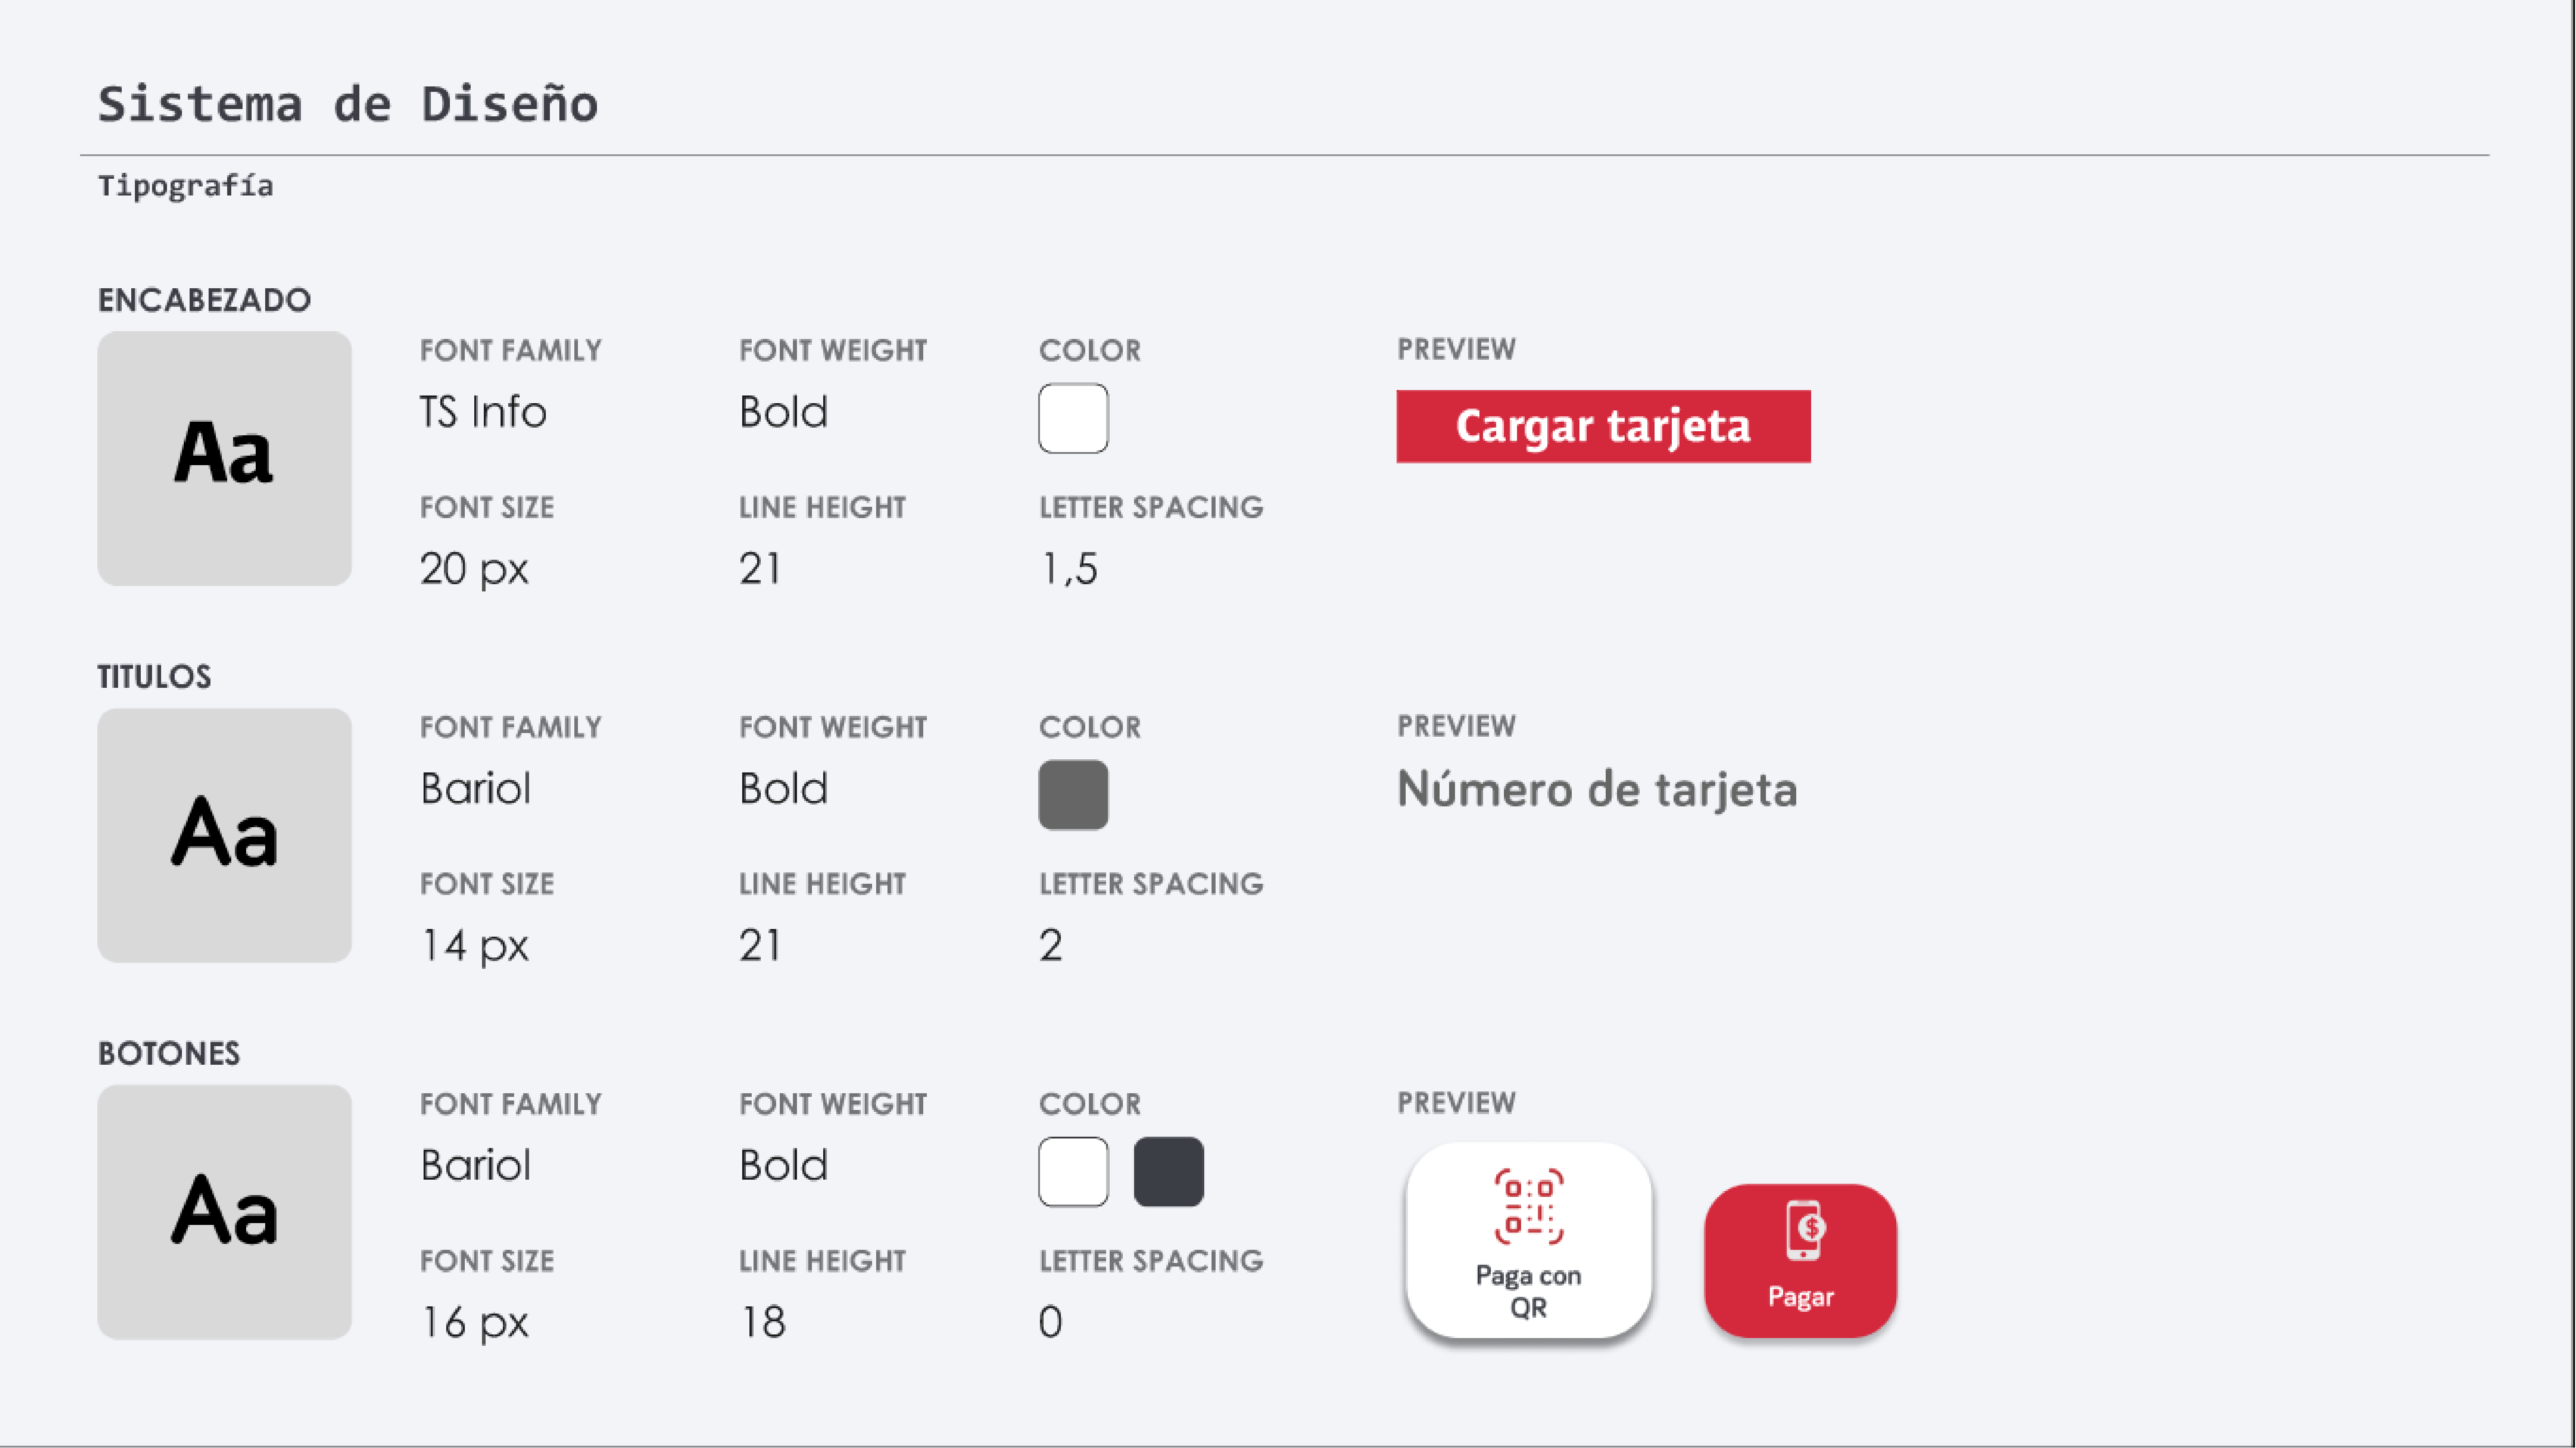 Sistema de Diseño
Tipografía
ENCABEZADO
Aa
FONT FAMILY
TS Info
FONT WEIGHT
Bold
COLOR
FONT SIZE
20 px
LINE HEIGHT
21
LETTER SPACING
1,5
PREVIEW
Cargar tarjeta
TITULOS
Aa
FONT FAMILY
Bariol
FONT WEIGHT
Bold
COLOR
FONT SIZE
14 px
LINE HEIGHT
21
LETTER SPACING
2
PREVIEW
Número de tarjeta
BOTONES
Aa
FONT FAMILY
Bariol
FONT WEIGHT
Bold
COLOR
FONT SIZE
16 px
LINE HEIGHT
18
LETTER SPACING
0
PREVIEW
Paga con
QR
$
Pagar